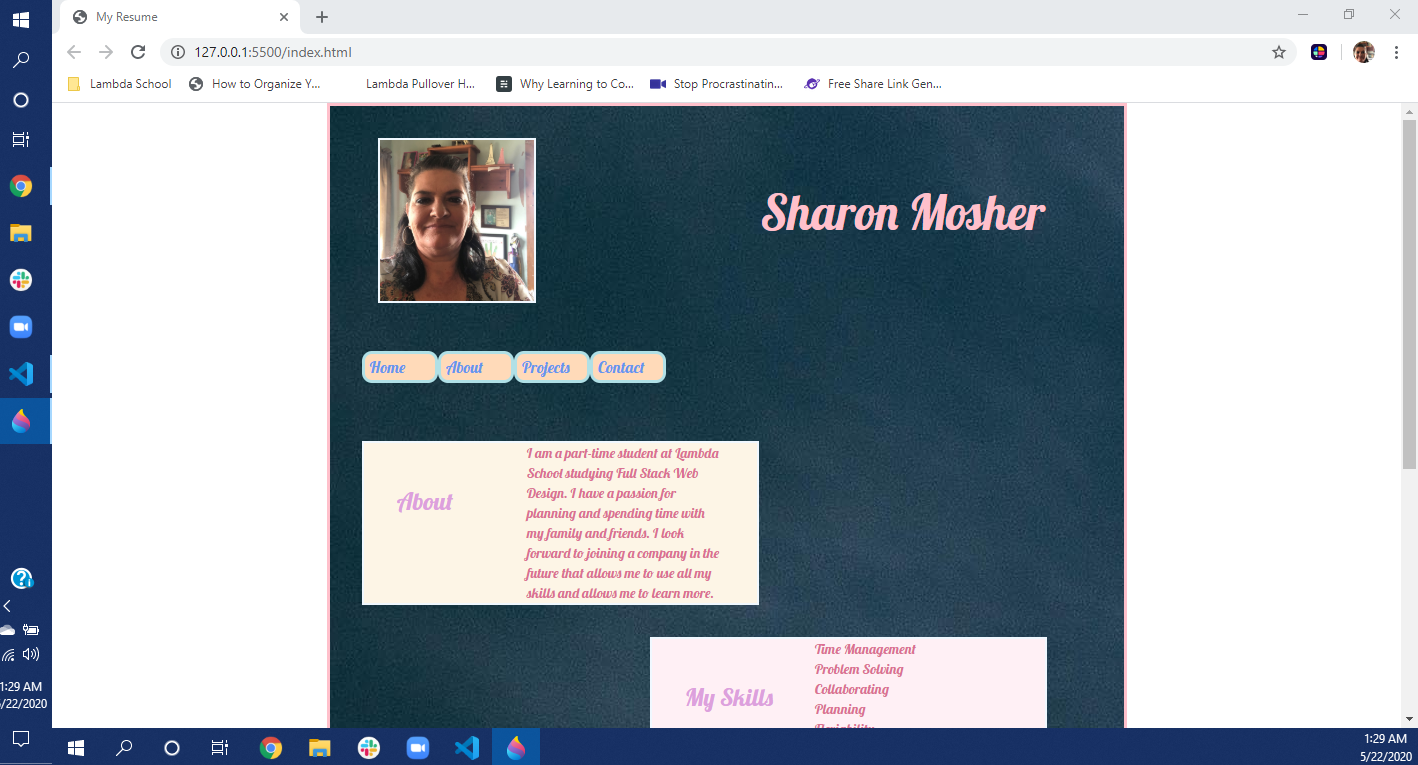 My Resume
127.0.0.1:5500/index.html
Lambda School
How to Organize Y...
Lambda Pullover H...
Why Learning to Co...
Stop Procrastinatin...
Free Share Link Gen...
Sharon Mosher
Home
About
Projects
Contact
About
I am a part-time student at Lambda
School studying Full Stack Web
Design. I have a passion for
planning and spending time with
my family and friends. I look
forward to joining a company in the
future that allows me to use all my
skills and allows me to learn more.
My Skills
Time Management
Problem Solving
Collaborating
Planning
1:29 AM
5/22/2020
1:29 AM
5/22/2020